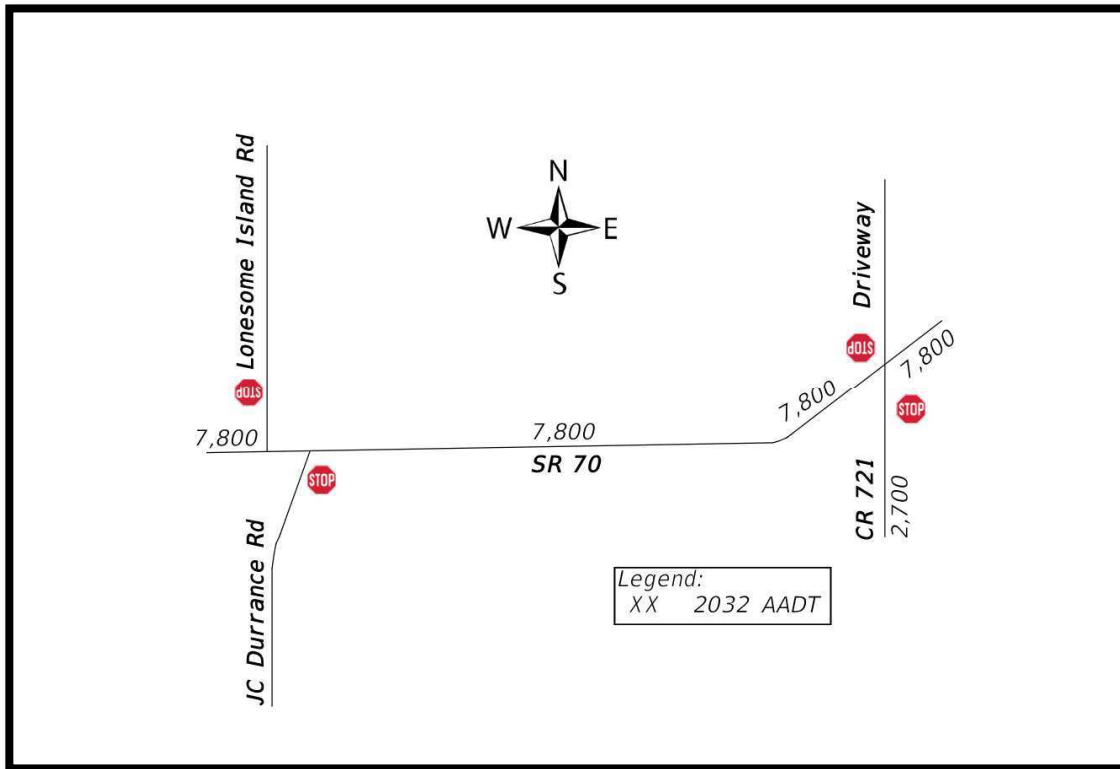 N
W E
S
Lonesome Island Rd
STOP
Driveway
STOP
7,800
7,800
7,800
7,800
SR 70
STOP
STOP
CR 721
2,700
JC Durrance Rd
Legend:
XX 2032 AADT